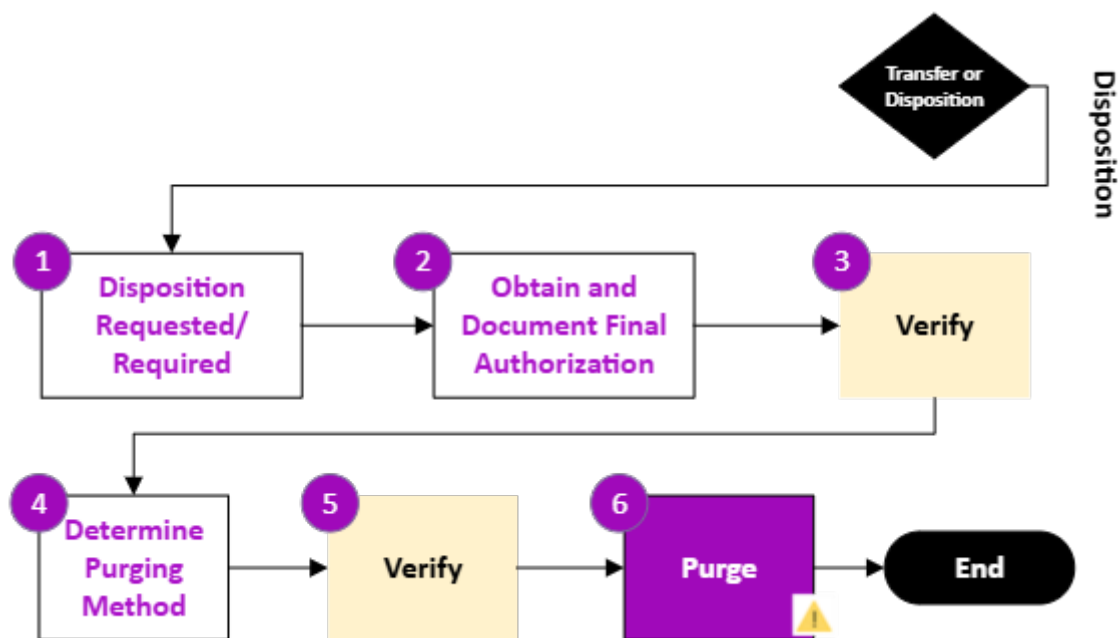 Transfer or
Disposition
Disposition
1
Disposition
Requested/
Required
2
Obtain and
Document Final
Authorization
3
Verify
4
Determine
Purging
Method
5
Verify
6
Purge
End